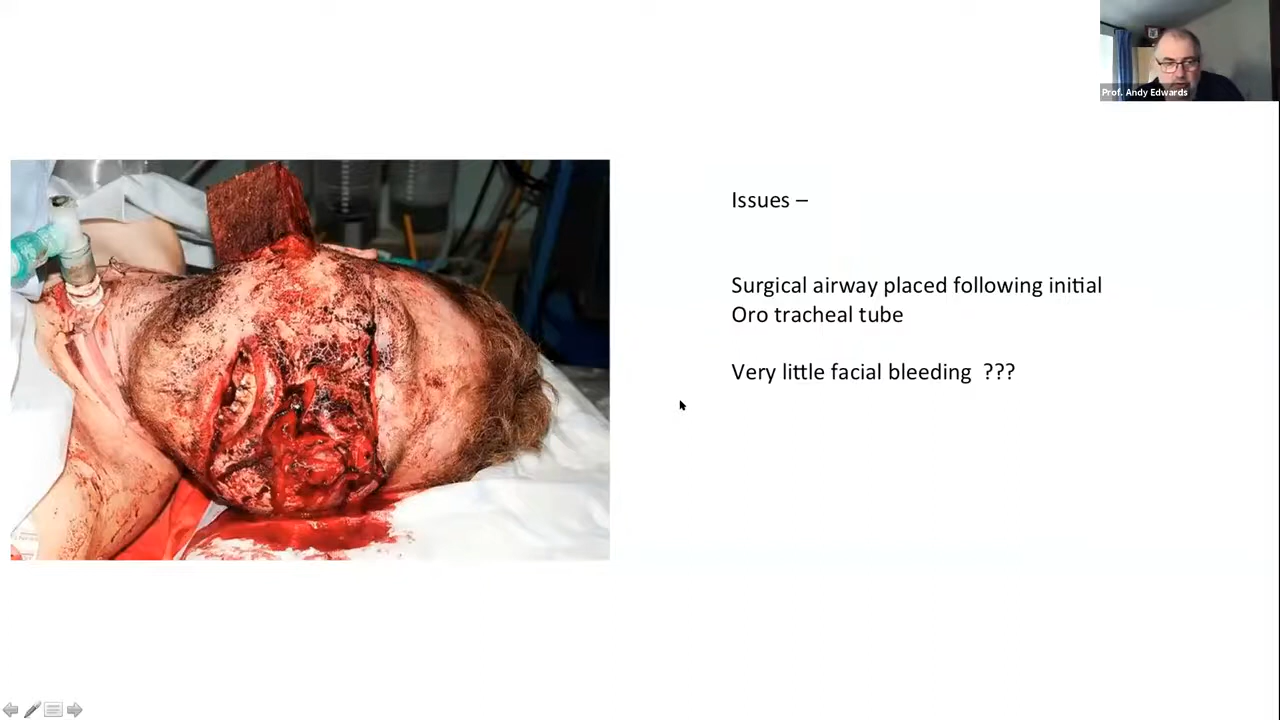 Prof. Andy Edwards
Issues –
Surgical airway placed following initial
Oro tracheal tube
Very little facial bleeding ???